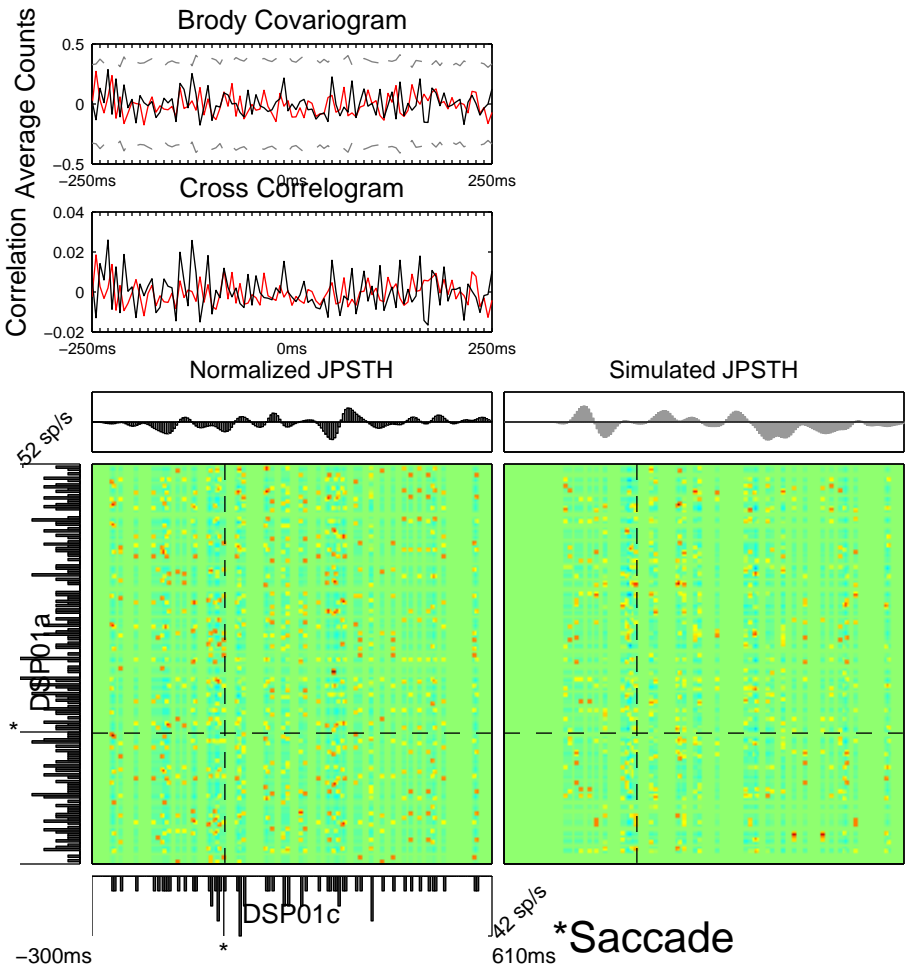 Brody Covariogram
Average Counts
0.5
0
−0.5
−250ms
0ms
250ms
Cross Correlogram
Correlation
0.04
0.02
0
−0.02
−250ms
0ms
250ms
Normalized JPSTH
Simulated JPSTH
52 sp/s
DSP01a
*
DSP01c
42 sp/s
*
−300ms
610ms
*Saccade